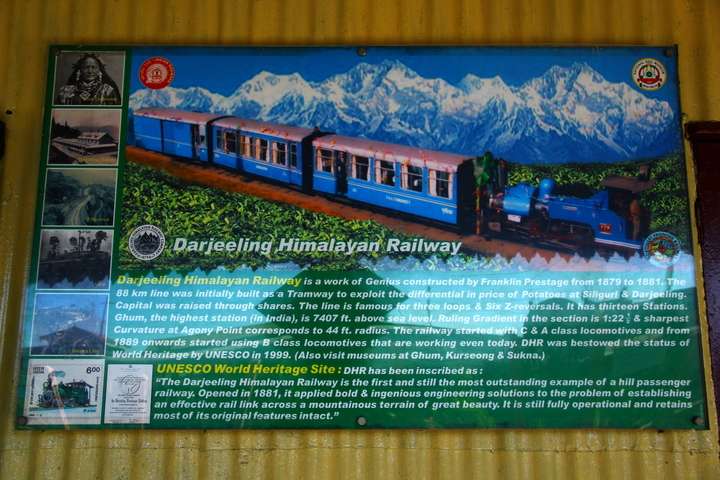 Darjeeling Himalayan Railway
Darjeeling Himalayan Railway is a work of Genius constructed by Franklin Prestage from 1879 to 1881. The
88 km line was initially built as a Tramway to exploit the differential in price of Potatoes at Siliguri & Darjeeling.
Capital was raised through shares. The line is famous for three loops & Six Z-reversals. It has thirteen Stations.
Ghum, the highest station (in India), is 7407 ft. above sea level. Ruling Gradient in the section is 1:22 & sharpest
Curvature at Agony Point corresponds to 44 ft. radius. The railway started with C & A class locomotives and from
1889 onwards started using B class locomotives that are working even today. DHR was bestowed the status of
World Heritage by UNESCO in 1999. (Also visit museums at Ghum, Kurseong & Sukna.)
UNESCO World Heritage Site : DHR has been inscribed as :
"The Darjeeling Himalayan Railway is the first and still the most outstanding example of a hill passenger
railway. Opened in 1881, it applied bold & ingenious engineering solutions to the problem of establishing
an effective rail link across a mountainous terrain of great beauty. It is still fully operational and retains
most of its original features intact."
6.00